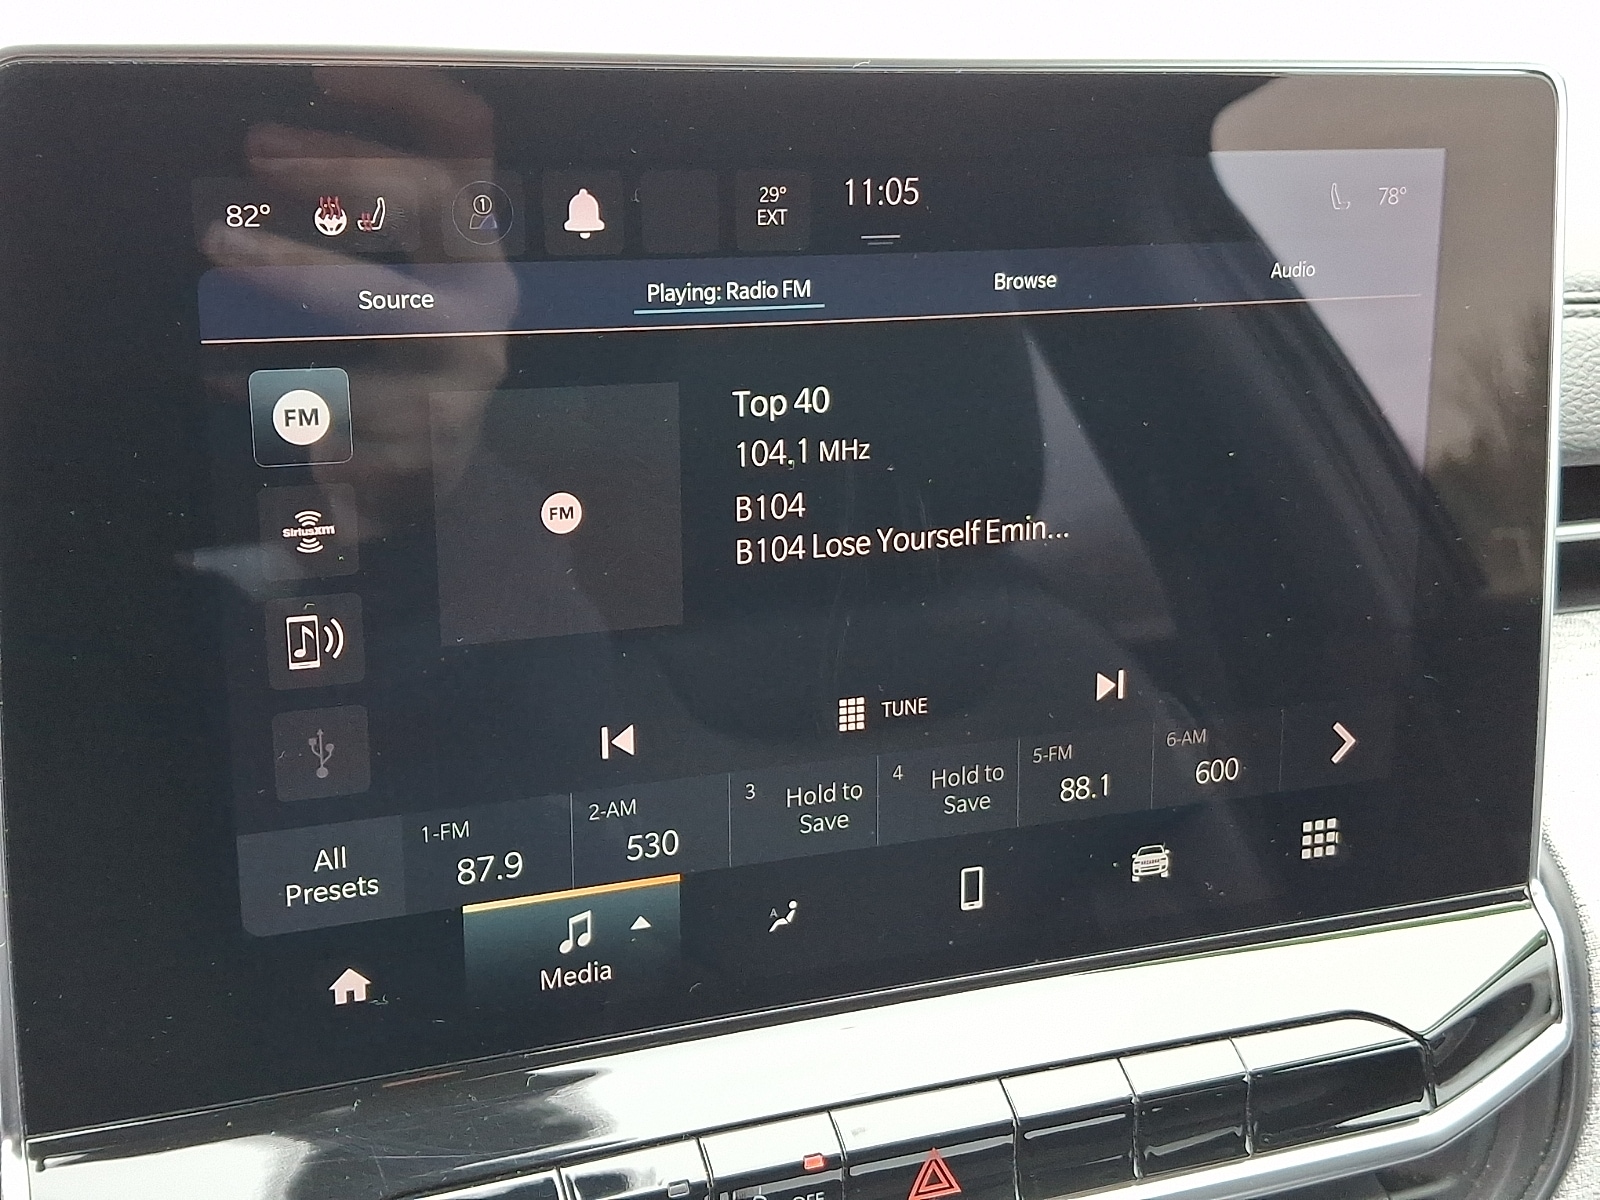 82°
1
29°
EXT
11:05
78°
Source
Playing: Radio FM
Browse
Audio
FM
SiriusXM
FM
Top 40
104.1 MHz
B104
B104 Lose Yourself Emin...
TUNE
All
Presets
1-FM
87.9
2-AM
530
3
Hold to
Save
4
Hold to
Save
5-FM
88.1
6-AM
600
Media
A
OFF